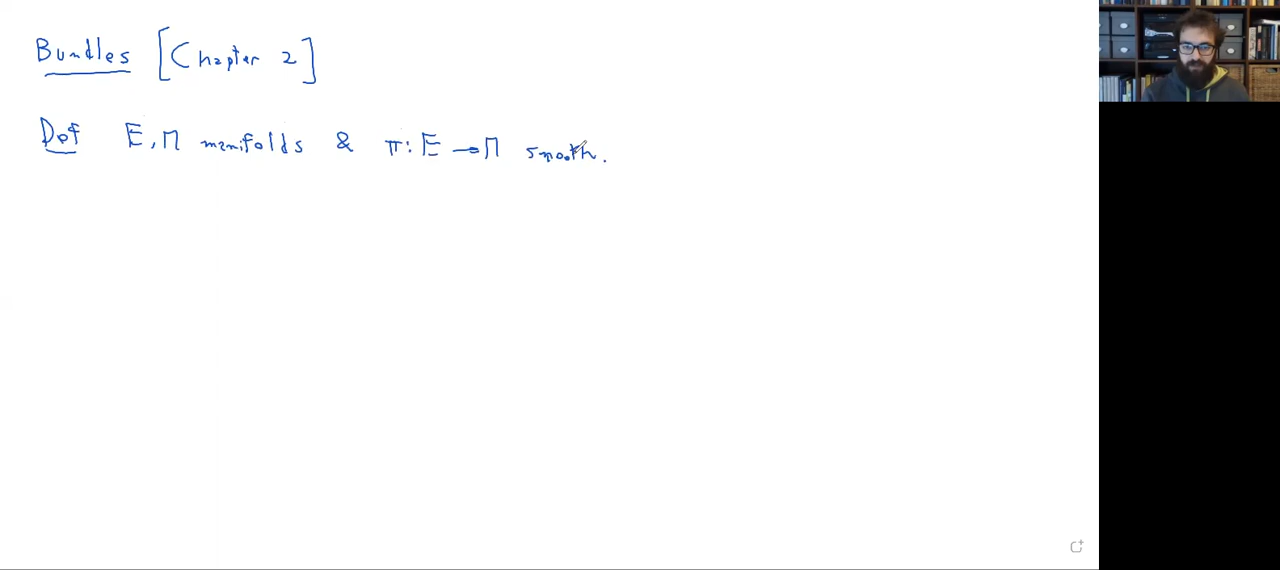 Bundles [Chapter 2]
Def E, M manifolds & π: E → M smooth.